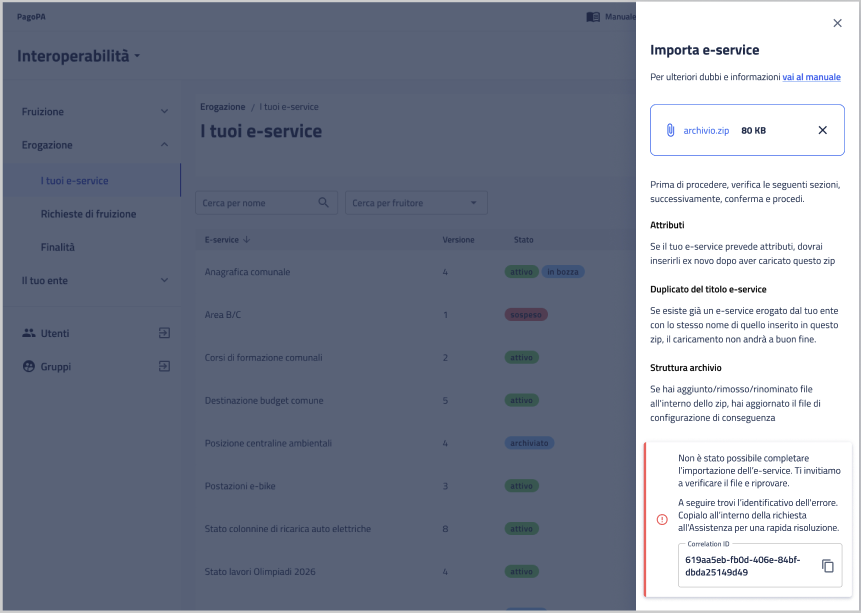 PagoPA
Manuale
Interoperabilità
Fruizione
Erogazione
I tuoi e-service
Richieste di fruizione
Finalità
Il tuo ente
Utenti
Gruppi
Erogazione / I tuoi e-service
I tuoi e-service
Cerca per nome
Cerca per fruitore
E-service Versione Stato
Anagrafica comunale 4 attivo in bozza
Area B/C 1 sospeso
Corsi di formazione comunali 2 attivo
Destinazione budget comune 5 attivo
Posizione centraline ambientali 4 archiviato
Postazioni e-bike 3 attivo
Stato colonnine di ricarica auto elettriche 8 attivo
Stato lavori Olimpiadi 2026 4 attivo
Importa e-service
Per ulteriori dubbi e informazioni vai al manuale
archivio.zip 80 KB
Prima di procedere, verifica le seguenti sezioni,
successivamente, conferma e procedi.
Attributi
Se il tuo e-service prevede attributi, dovrai
inserirli ex novo dopo aver caricato questo zip
Duplicato del titolo e-service
Se esiste già un e-service erogato dal tuo ente
con lo stesso nome di quello inserito in questo
zip, il caricamento non andrà a buon fine.
Struttura archivio
Se hai aggiunto/rimosso/rinominato file
all'interno dello zip, hai aggiornato il file di
configurazione di conseguenza
Non è stato possibile completare
l'importazione dell'e-service. Ti invitiamo
a verificare il file e riprovare.
A seguire trovi l'identificativo dell'errore.
Copialo all'interno della richiesta
all'Assistenza per una rapida risoluzione.
Correlation ID
619aa5eb-fb0d-406e-84bf-
dbda25149d49